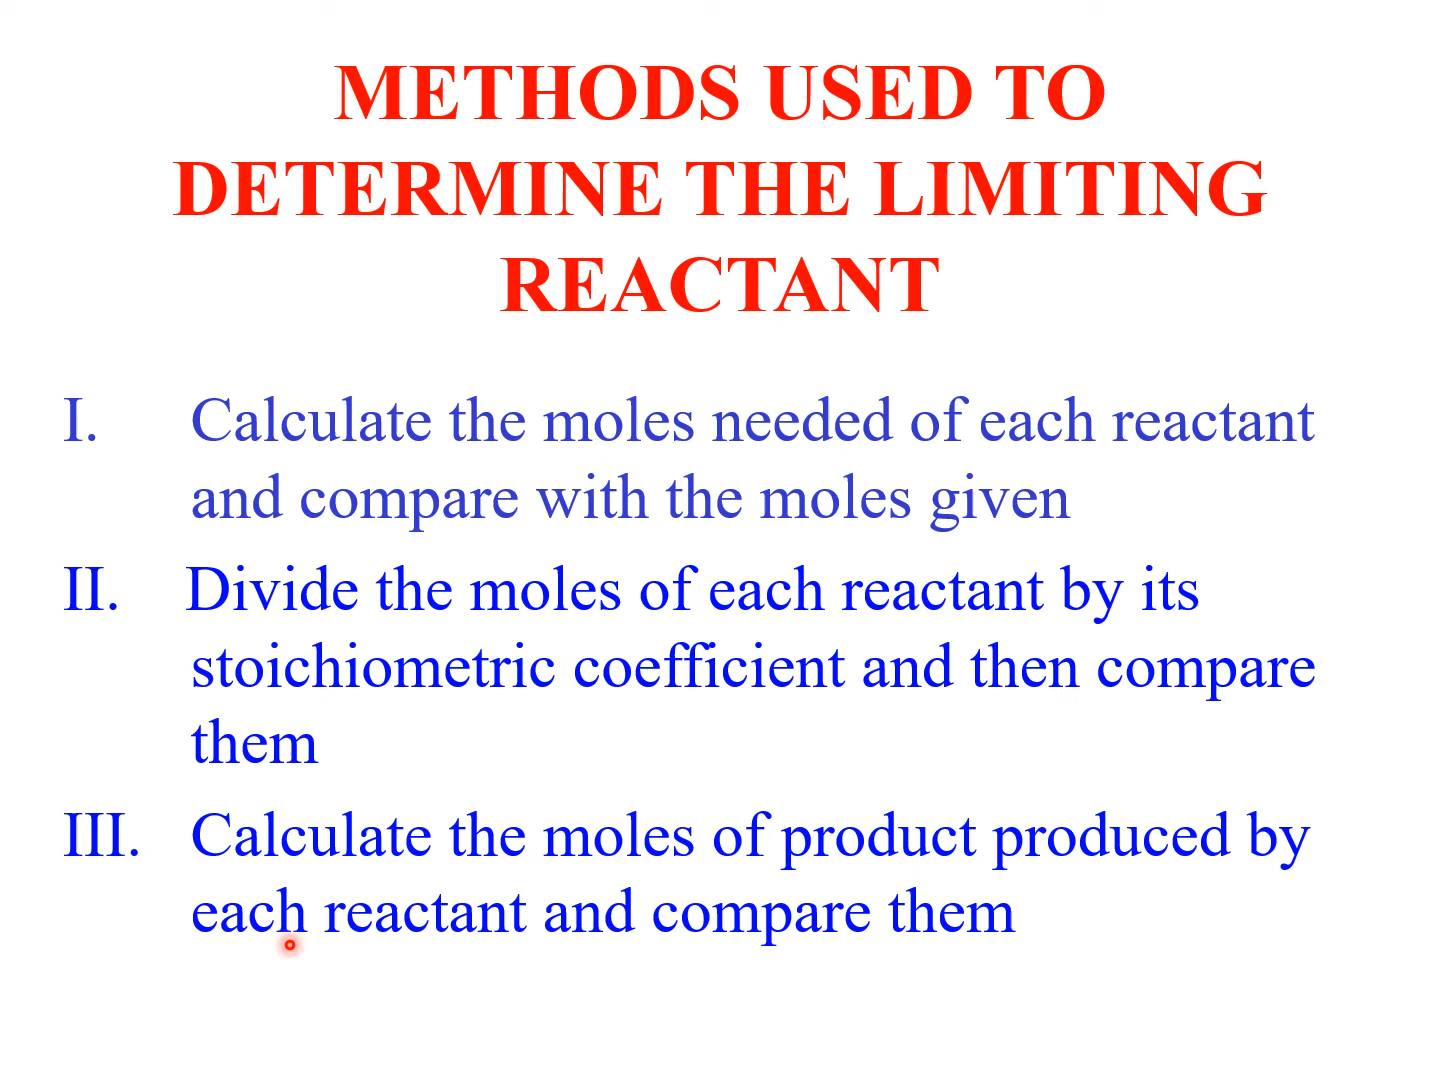 METHODS USED TO
DETERMINE THE LIMITING
REACTANT
I. Calculate the moles needed of each reactant
and compare with the moles given
II. Divide the moles of each reactant by its
stoichiometric coefficient and then compare
them
III. Calculate the moles of product produced by
each reactant and compare them